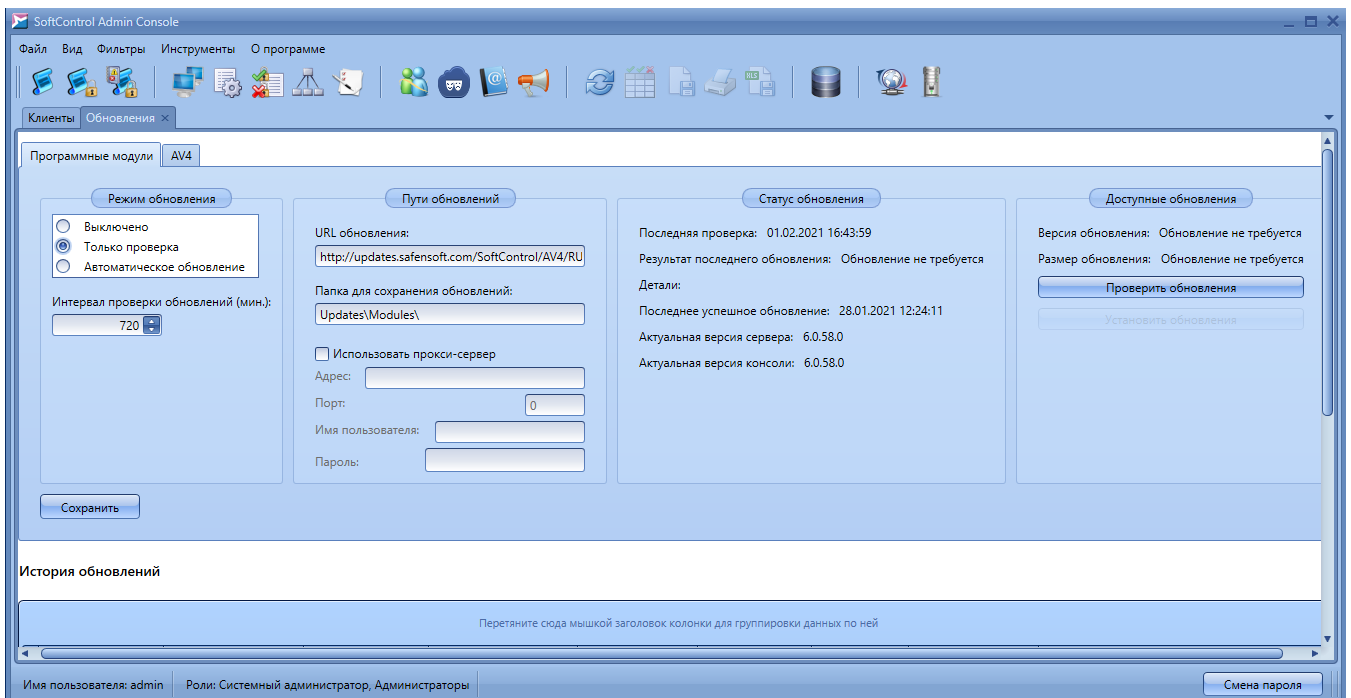 SoftControl Admin Console
Файл Вид Фильтры Инструменты О программе
Клиенты Обновления
Программные модули AV4
Режим обновления
Выключено
Только проверка
Автоматическое обновление
Интервал проверки обновлений (мин.):
720
Сохранить
Пути обновлений
URL обновления:
http://updates.safensoft.com/SoftControl/AV4/RU
Папка для сохранения обновлений:
Updates\Modules\
Использовать прокси-сервер
Адрес:
Порт: 0
Имя пользователя:
Пароль:
Статус обновления
Последняя проверка: 01.02.2021 16:43:59
Результат последнего обновления: Обновление не требуется
Детали:
Последнее успешное обновление: 28.01.2021 12:24:11
Актуальная версия сервера: 6.0.58.0
Актуальная версия консоли: 6.0.58.0
Доступные обновления
Версия обновления: Обновление не требуется
Размер обновления: Обновление не требуется
Проверить обновления
Установить обновления
История обновлений
Перетяните сюда мышкой заголовок колонки для группировки данных по ней
Имя пользователя: admin Роли: Системный администратор, Администраторы Смена пароля